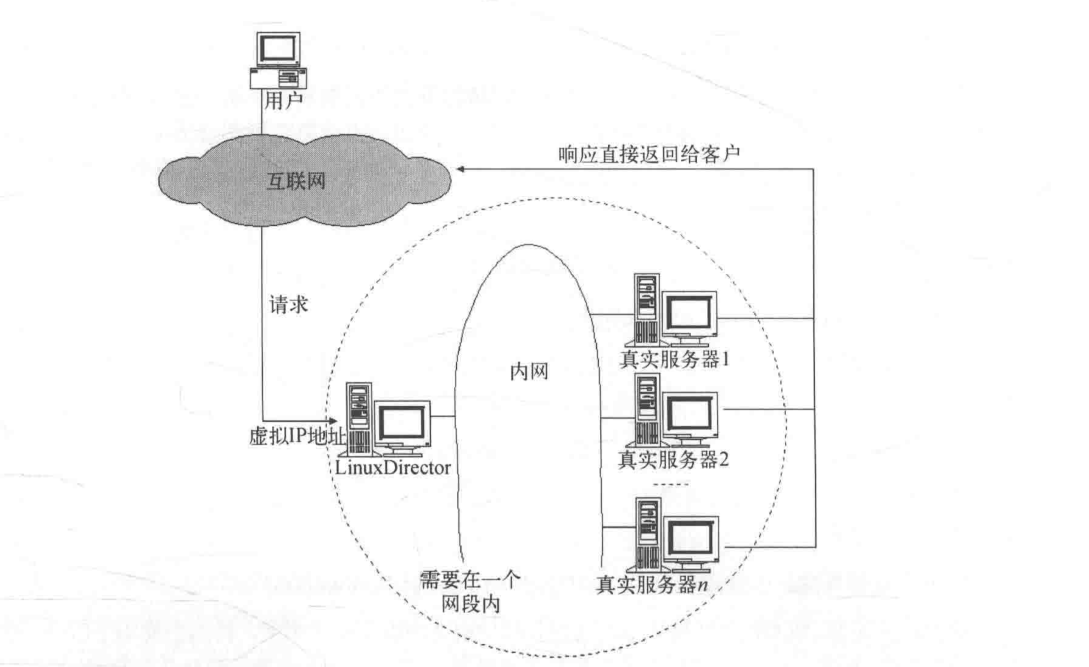 用户
响应直接返回给客户
互联网
请求
真实服务器1
内网
虚拟IP地址
真实服务器2
LinuxDirector
需要在一个
网段内
真实服务器n